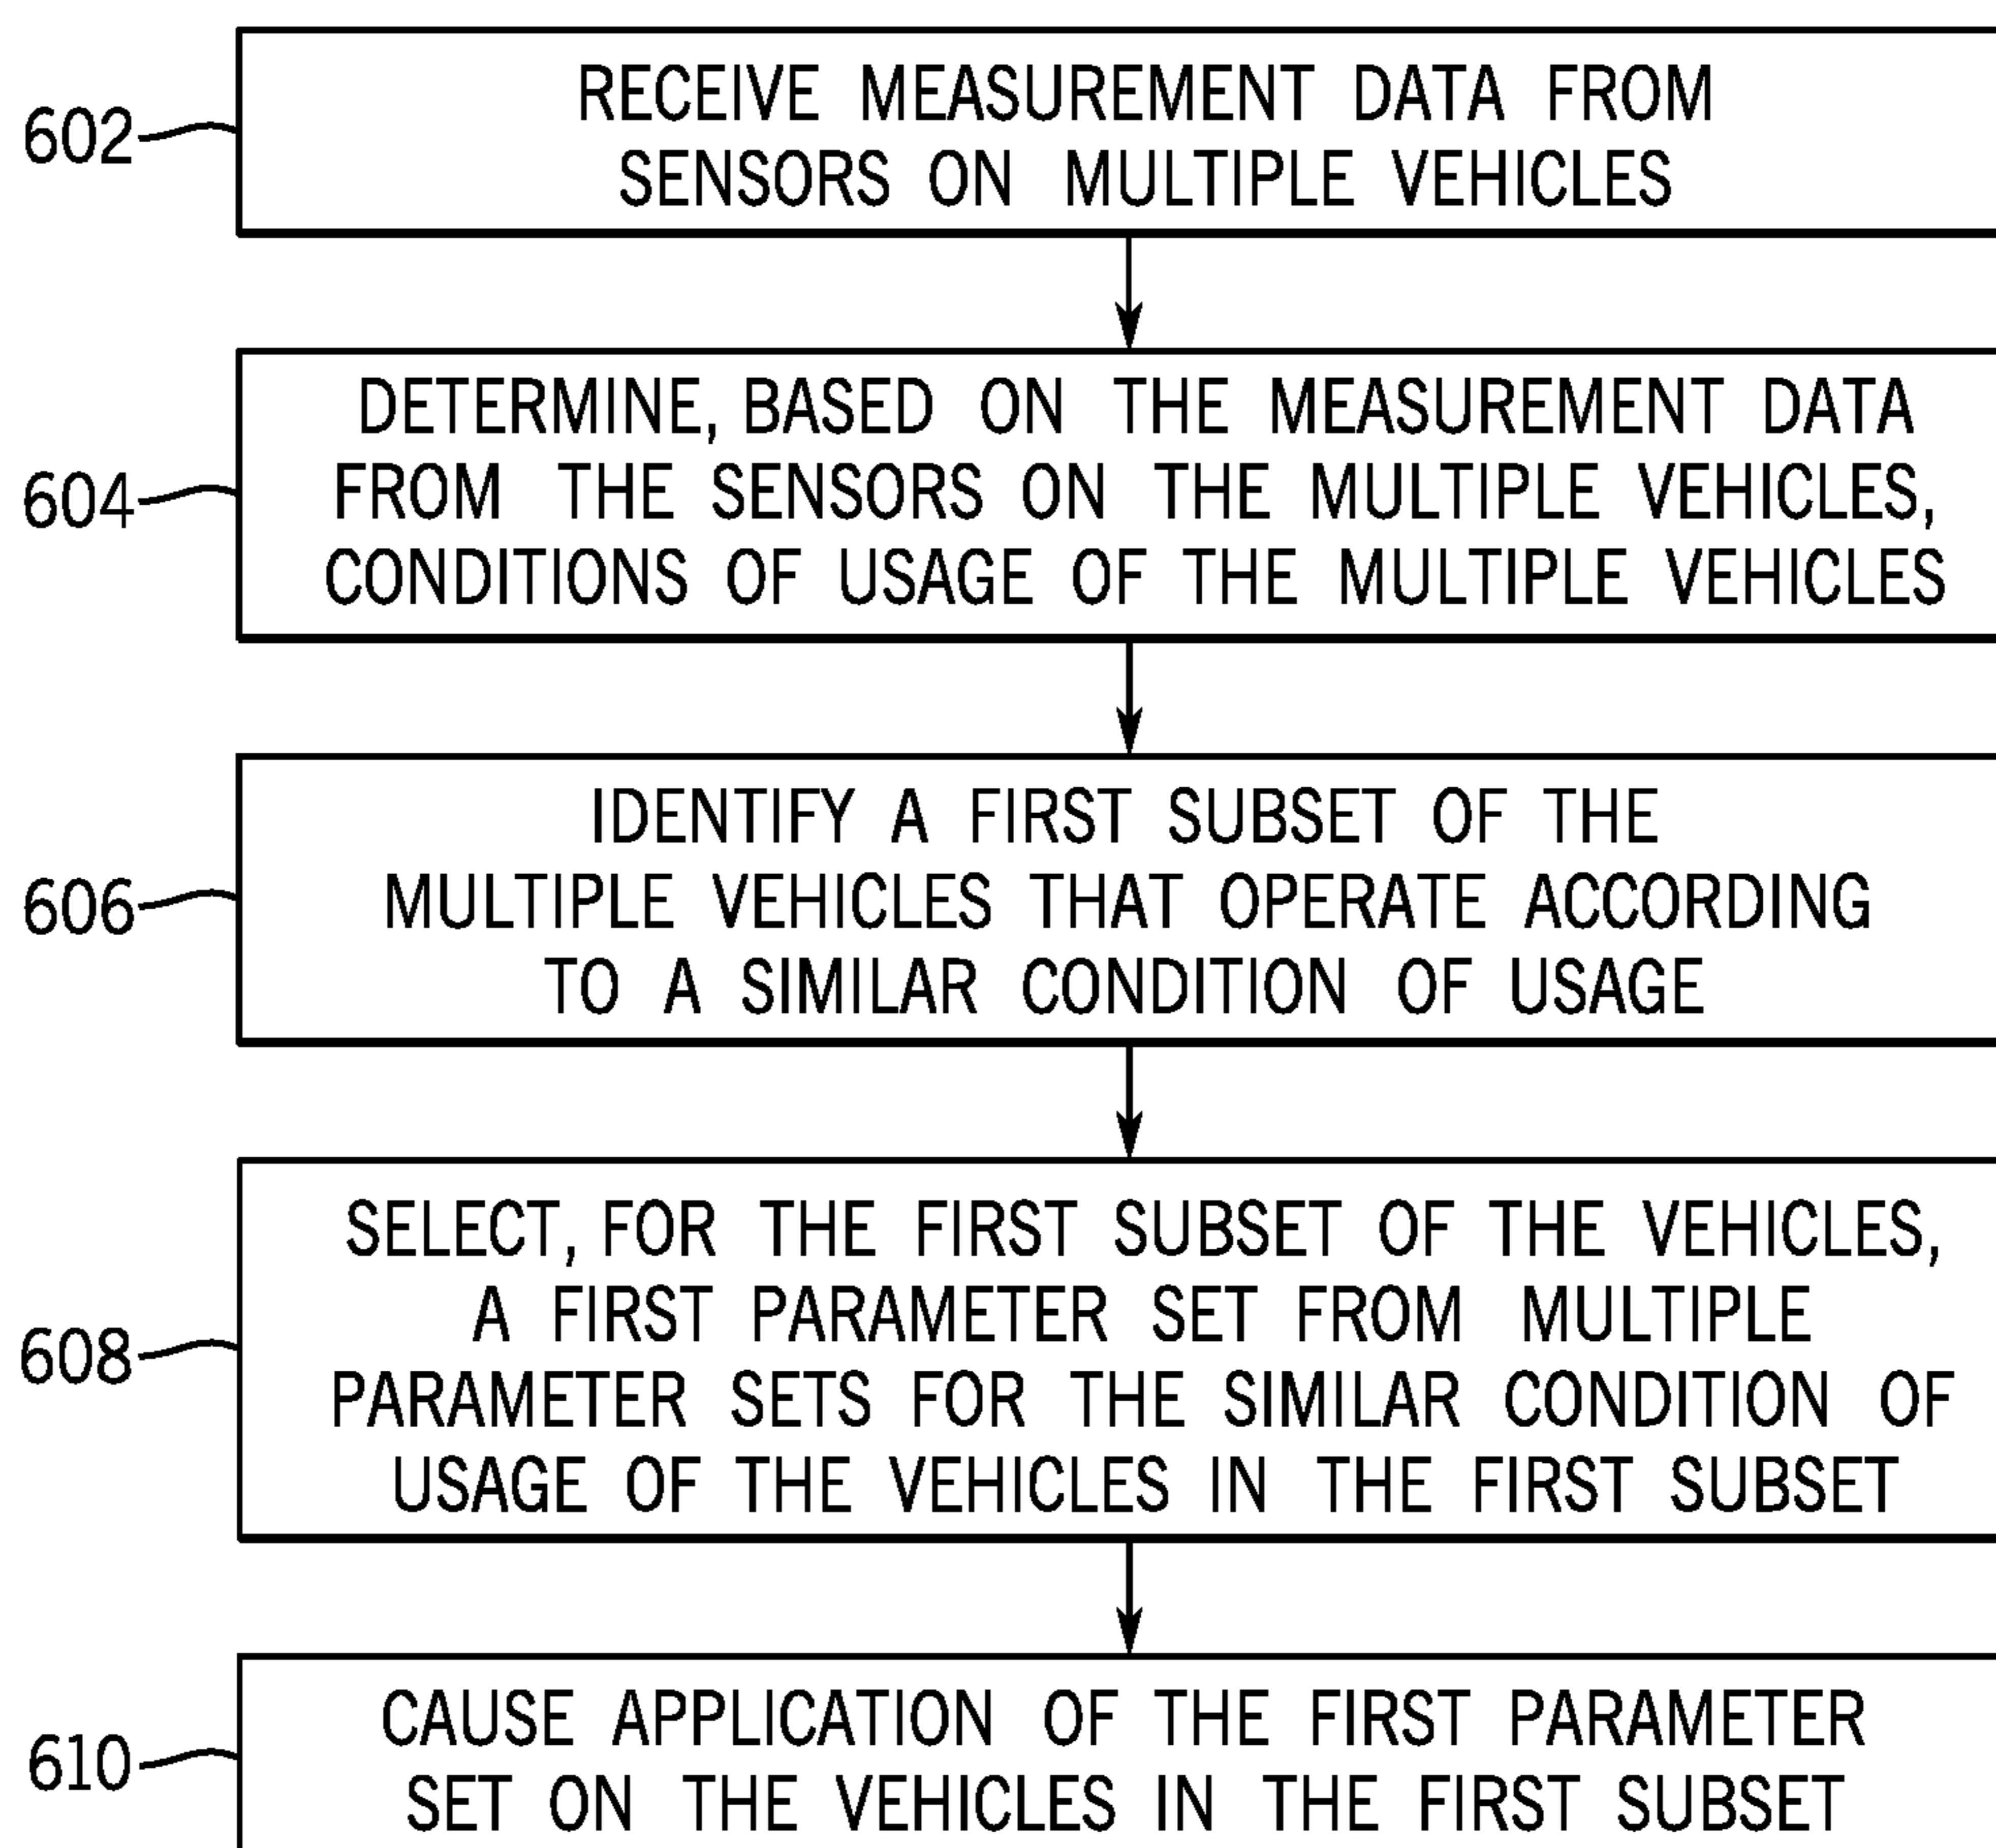 RECEIVE MEASUREMENT DATA FROM
SENSORS ON MULTIPLE VEHICLES
602
DETERMINE, BASED ON THE MEASUREMENT DATA
FROM THE SENSORS ON THE MULTIPLE VEHICLES,
CONDITIONS OF USAGE OF THE MULTIPLE VEHICLES
604
IDENTIFY A FIRST SUBSET OF THE
MULTIPLE VEHICLES THAT OPERATE ACCORDING
TO A SIMILAR CONDITION OF USAGE
606
SELECT, FOR THE FIRST SUBSET OF THE VEHICLES,
A FIRST PARAMETER SET FROM MULTIPLE
PARAMETER SETS FOR THE SIMILAR CONDITION OF
USAGE OF THE VEHICLES IN THE FIRST SUBSET
608
CAUSE APPLICATION OF THE FIRST PARAMETER
SET ON THE VEHICLES IN THE FIRST SUBSET
610